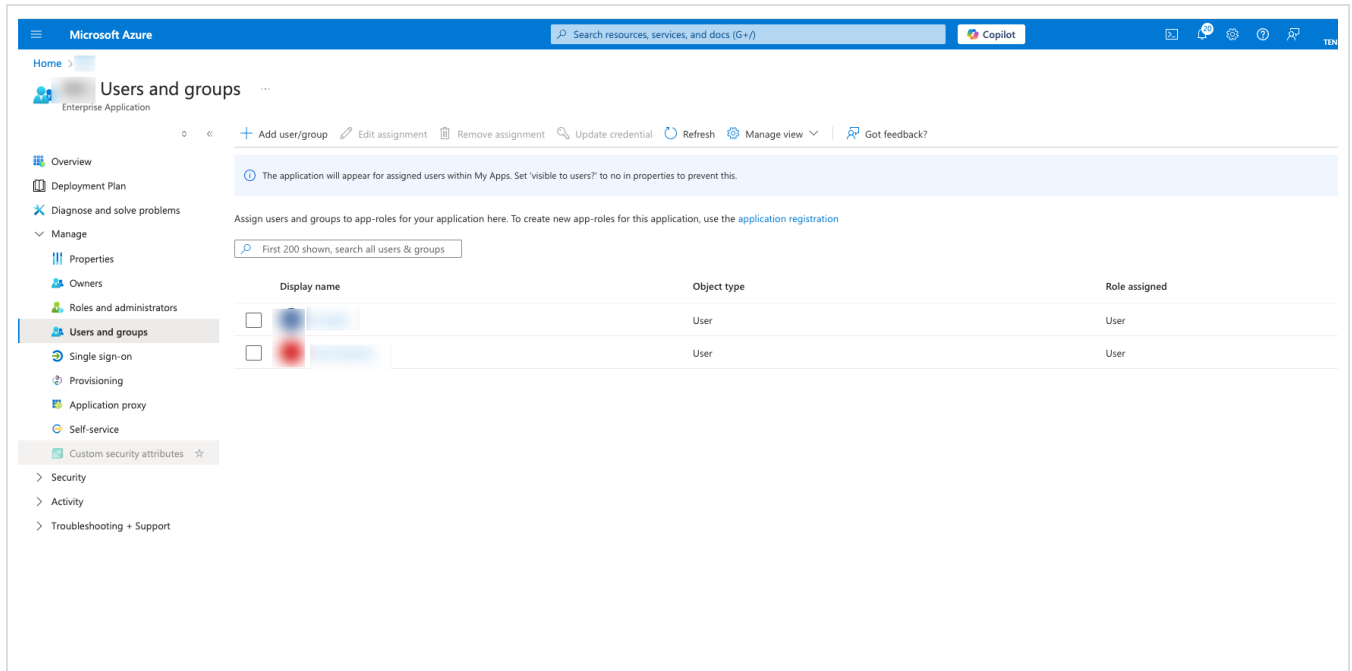 Microsoft Azure
Search resources, services, and docs (G+/)
Copilot
20
TEN
Home >
Users and groups ...
Enterprise Application
Add user/group
Edit assignment
Remove assignment
Update credential
Refresh
Manage view
Got feedback?
Overview
Deployment Plan
Diagnose and solve problems
Manage
Properties
Owners
Roles and administrators
Users and groups
Single sign-on
Provisioning
Application proxy
Self-service
Custom security attributes
Security
Activity
Troubleshooting + Support
The application will appear for assigned users within My Apps. Set 'visible to users?' to no in properties to prevent this.
Assign users and groups to app-roles for your application here. To create new app-roles for this application, use the application registration
First 200 shown, search all users & groups
Display name Object type Role assigned
User User
User User